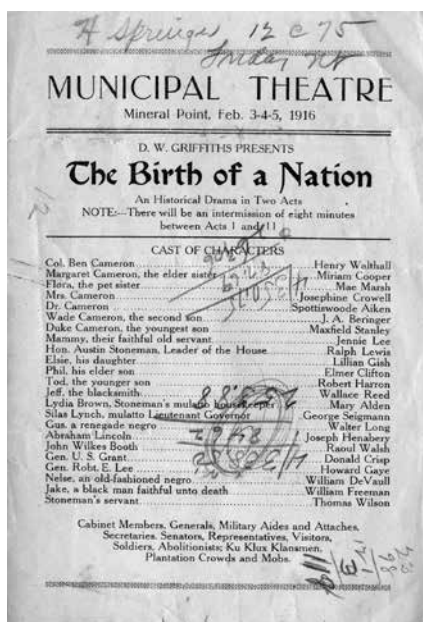 H Springer 12 c 75
Friday
MUNICIPAL THEATRE
Mineral Point, Feb. 3-4-5, 1916
D. W. GRIFFITHS PRESENTS
The Birth of a Nation
An Historical Drama in Two Acts
NOTE:--There will be an intermission of eight minutes
between Acts I and II
CAST OF CHARACTERS
Col. Ben Cameron Henry Walthall
Margaret Cameron, the elder sister Miriam Cooper
Flora, the pet sister Mae Marsh
Mrs. Cameron Josephine Crowell
Dr. Cameron Spottiswoode Aiken
Wade Cameron, the second son J. A. Beringer
Duke Cameron, the youngest son Maxfield Stanley
Mammy, their faithful old servant Jennie Lee
Hon. Austin Stoneman, Leader of the House Ralph Lewis
Elsie, his daughter Lillian Gish
Phil, his elder son Elmer Clifton
Tod, the younger son Robert Harron
Jeff, the blacksmith Wallace Reed
Lydia Brown, Stoneman's mulatto housekeeper Mary Alden
Silas Lynch, mulatto Lieutenant Governor George Seigmann
Gus, a renegade negro Walter Long
Abraham Lincoln Joseph Henabery
John Wilkes Booth Raoul Walsh
Gen. U. S. Grant Donald Crisp
Gen. Robt. E. Lee Howard Gaye
Nelse, an old-fashioned negro William DeVaull
Jake, a black man faithful unto death William Freeman
Stoneman's servant Thomas Wilson
Cabinet Members, Generals, Military Aides and Attaches,
Secretaries, Senators, Representatives, Visitors,
Soldiers, Abolitionists; Ku Klux Klansmen,
Plantation Crowds and Mobs.